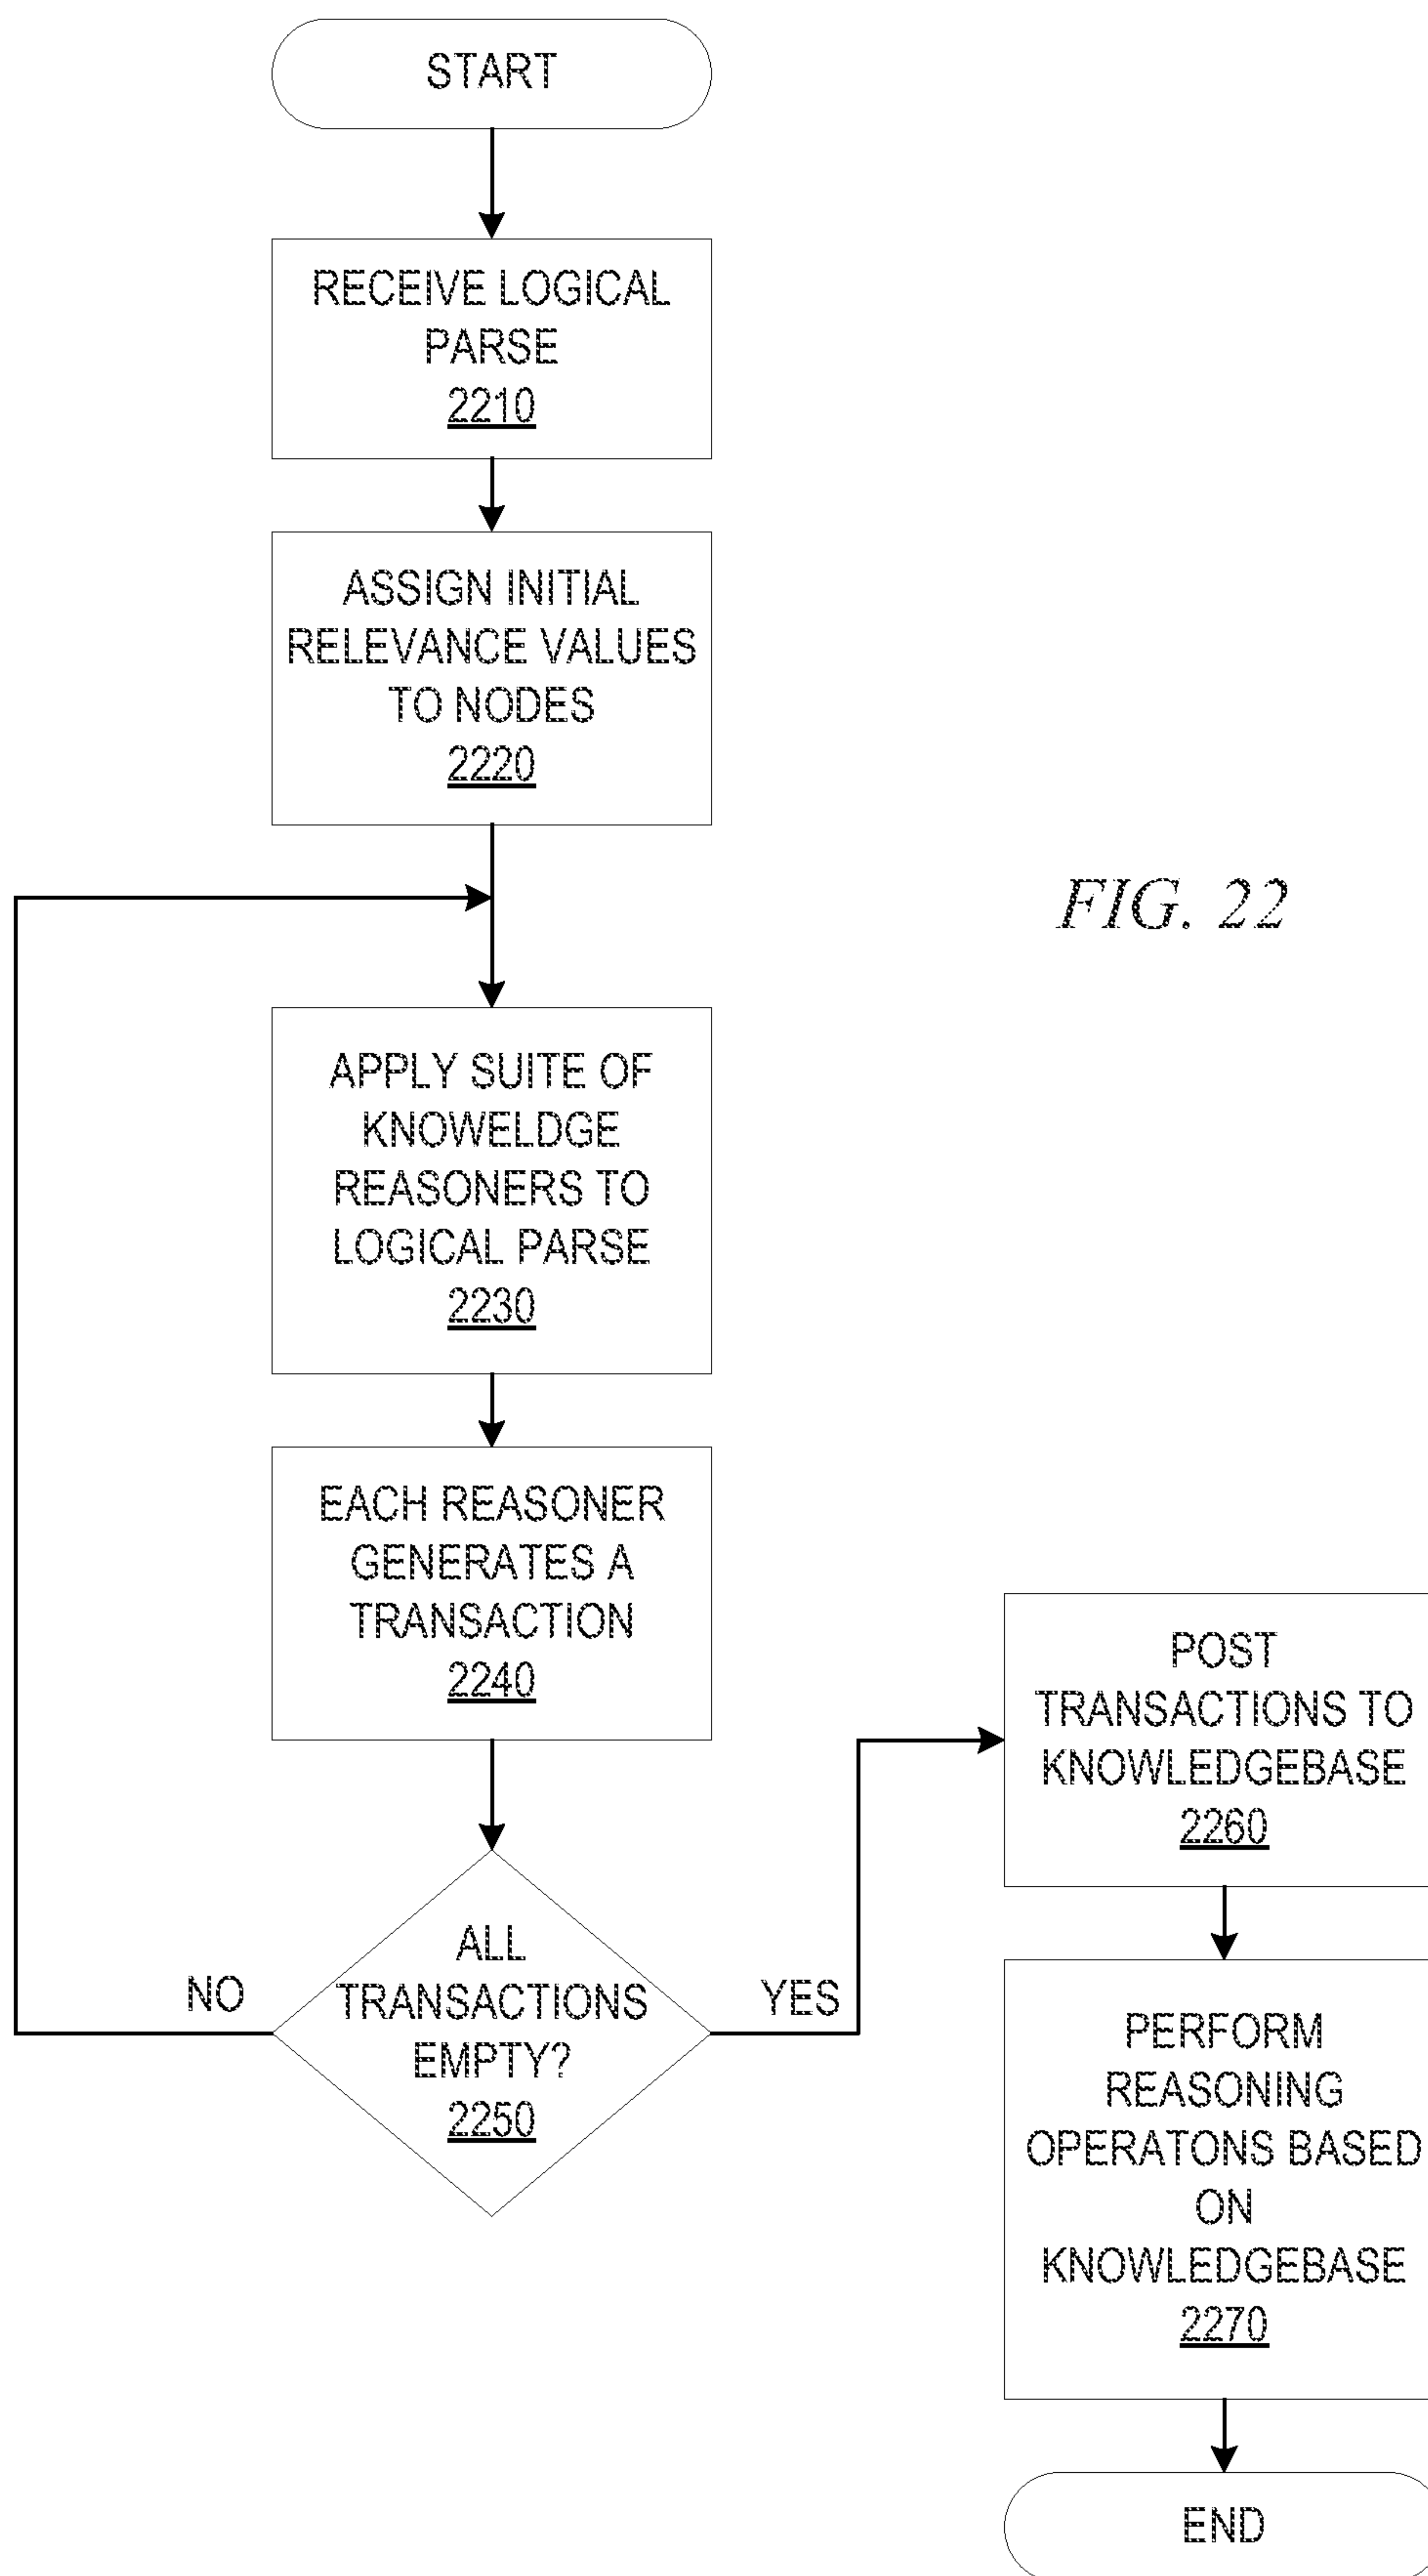 START
RECEIVE LOGICAL
PARSE
2210
ASSIGN INITIAL
RELEVANCE VALUES
TO NODES
2220
FIG. 22
APPLY SUITE OF
KNOWELDGE
REASONERS TO
LOGICAL PARSE
2230
EACH REASONER
GENERATES A
TRANSACTION
2240
ALL
TRANSACTIONS
EMPTY?
2250
NO
YES
POST
TRANSACTIONS TO
KNOWLEDGEBASE
2260
PERFORM
REASONING
OPERATONS BASED
ON
KNOWLEDGEBASE
2270
END